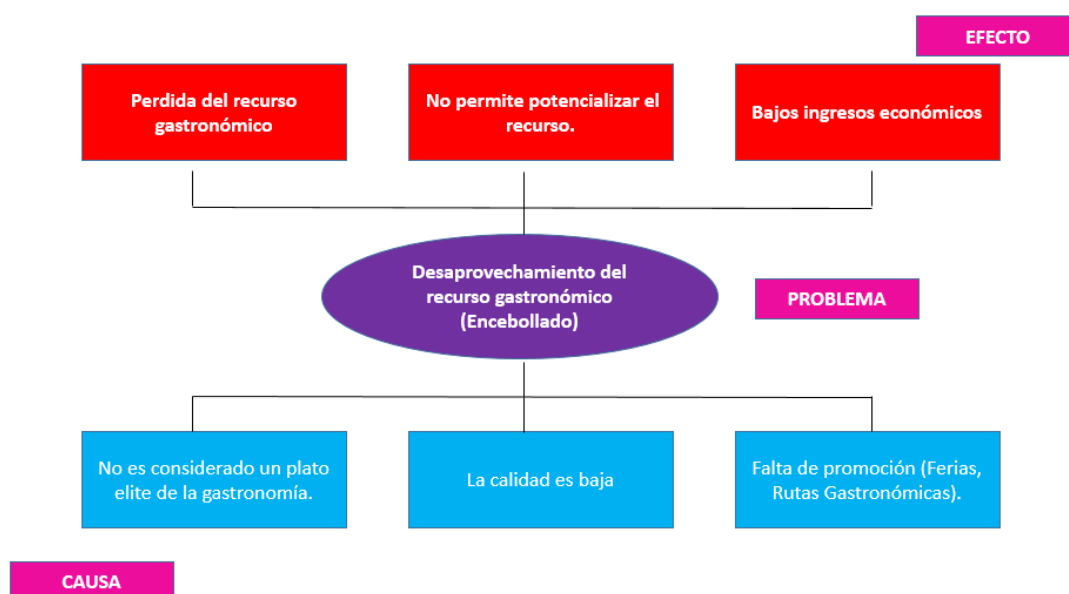 EFECTO
Perdida del recurso
gastronómico
No permite potencializar el
recurso.
Bajos ingresos económicos
Desaprovechamiento del
recurso gastronómico
(Encebollado)
PROBLEMA
No es considerado un plato
elite de la gastronomía.
La calidad es baja
Falta de promoción (Ferias,
Rutas Gastronómicas).
CAUSA